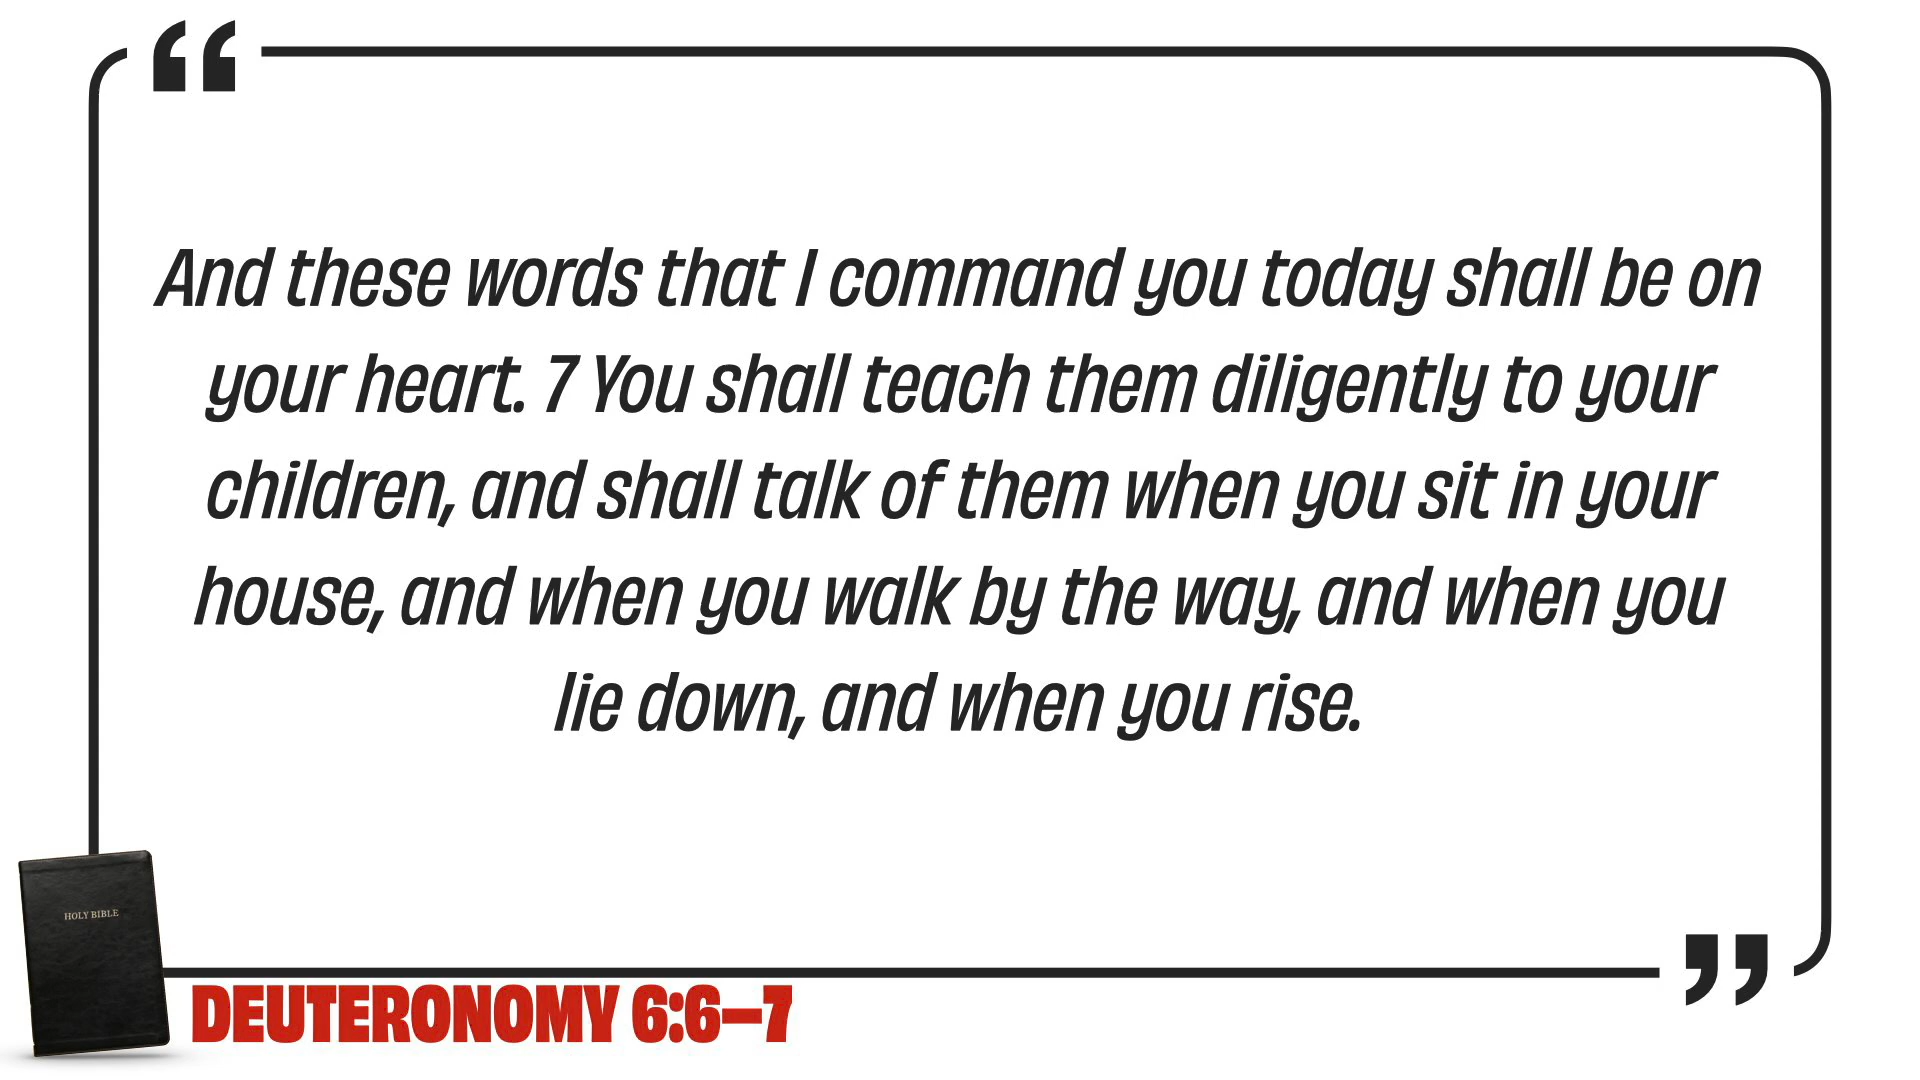 “
And these words that I command you today shall be on
your heart. 7 You shall teach them diligently to your
children, and shall talk of them when you sit in your
house, and when you walk by the way, and when you
lie down, and when you rise.
”
HOLY BIBLE
DEUTERONOMY 6:6–7